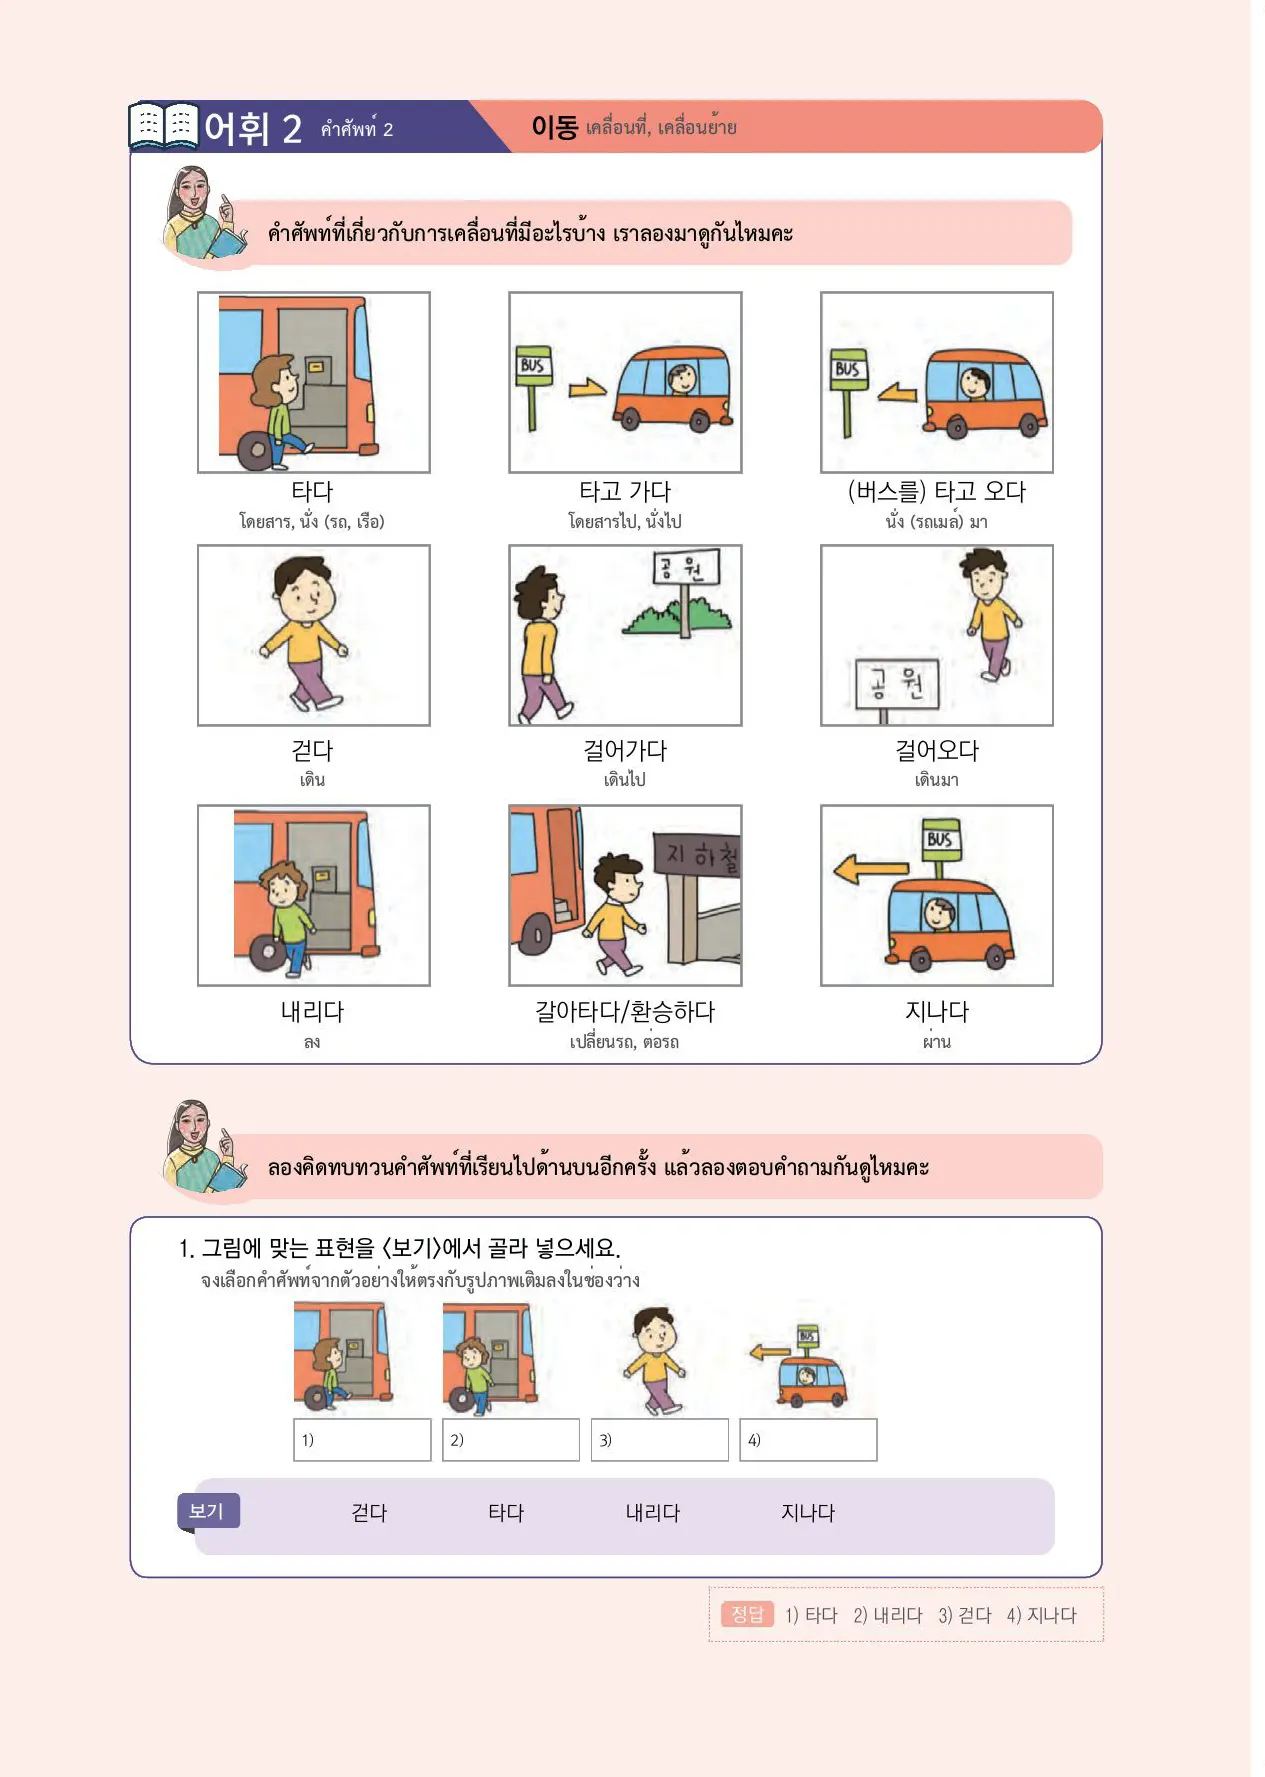 어휘 2 คำศัพท์ 2 이동 เคลื่อนที่, เคลื่อนย้าย
คำศัพท์ที่เกี่ยวกับการเคลื่อนที่มีอะไรบ้าง เราลองมาดูกันไหมคะ
BUS BUS
타다 타고 가다 (버스를) 타고 오다
โดยสาร, นั่ง (รถ, เรือ) โดยสารไป, นั่งไป นั่ง (รถเมล์) มา
공원
공원
걷다 걸어가다 걸어오다
เดิน เดินไป เดินมา
BUS
지하철
내리다 갈아타다/환승하다 지나다
ลง เปลี่ยนรถ, ต่อรถ ผ่าน
ลองคิดทบทวนคำศัพท์ที่เรียนไปด้านบนอีกครั้ง แล้วลองตอบคำถามกันดูไหมคะ
1. 그림에 맞는 표현을 〈보기〉에서 골라 넣으세요.
จงเลือกคำศัพท์จากตัวอย่างให้ตรงกับรูปภาพเติมลงในช่องว่าง
BUS
1) 2) 3) 4)
보기 걷다 타다 내리다 지나다
정답 1) 타다 2) 내리다 3) 걷다 4) 지나다